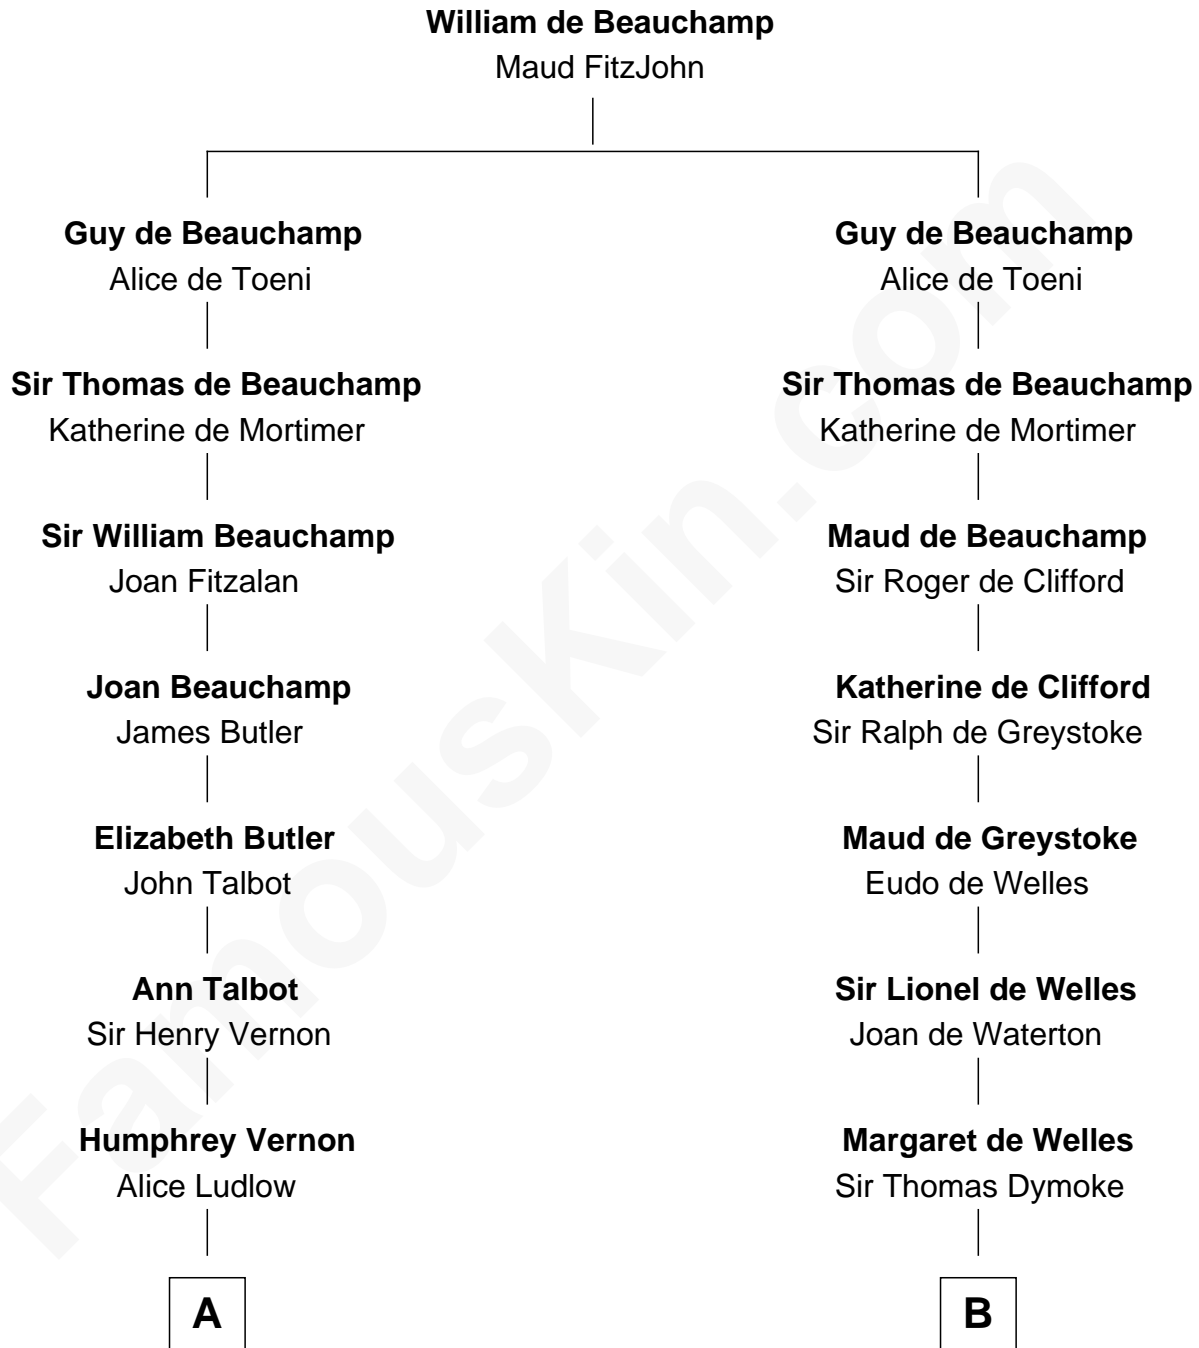 William de Beauchamp
Maud FitzJohn
Guy de Beauchamp
Alice de Toeni
Sir Thomas de Beauchamp
Katherine de Mortimer
Sir William Beauchamp
Joan Fitzalan
Joan Beauchamp
James Butler
Elizabeth Butler
John Talbot
Ann Talbot
Sir Henry Vernon
Humphrey Vernon
Alice Ludlow
A
Guy de Beauchamp
Alice de Toeni
Sir Thomas de Beauchamp
Katherine de Mortimer
Maud de Beauchamp
Sir Roger de Clifford
Katherine de Clifford
Sir Ralph de Greystoke
Maud de Greystoke
Eudo de Welles
Sir Lionel de Welles
Joan de Waterton
Margaret de Welles
Sir Thomas Dymoke
B
FamousKin.com